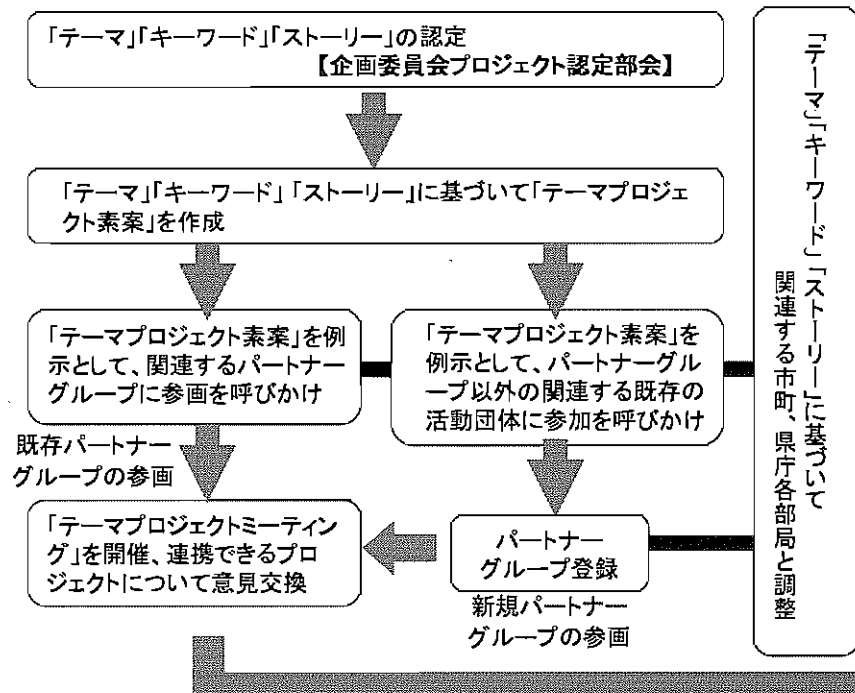 「テーマ」「キーワード」「ストーリー」の認定
【企画委員会プロジェクト認定部会】
「テーマ」「キーワード」「ストーリー」に基づいて「テーマプロジェ
クト素案」を作成
「テーマプロジェクト素案」を例
示として、関連するパートナー
グループに参画を呼びかけ
「テーマプロジェクト素案」を
例示として、パートナーグル
ープ以外の関連する既存の
活動団体に参加を呼びかけ
既存パートナー
グループの参画
「テーマプロジェクトミーティン
グ」を開催、連携できるプロ
ジェクトについて意見交換
パートナー
グループ登録
新規パートナー
グループの参画
「テーマ」「キーワード」「ストーリー」に基づいて
関連する市町、県庁各部局と調整